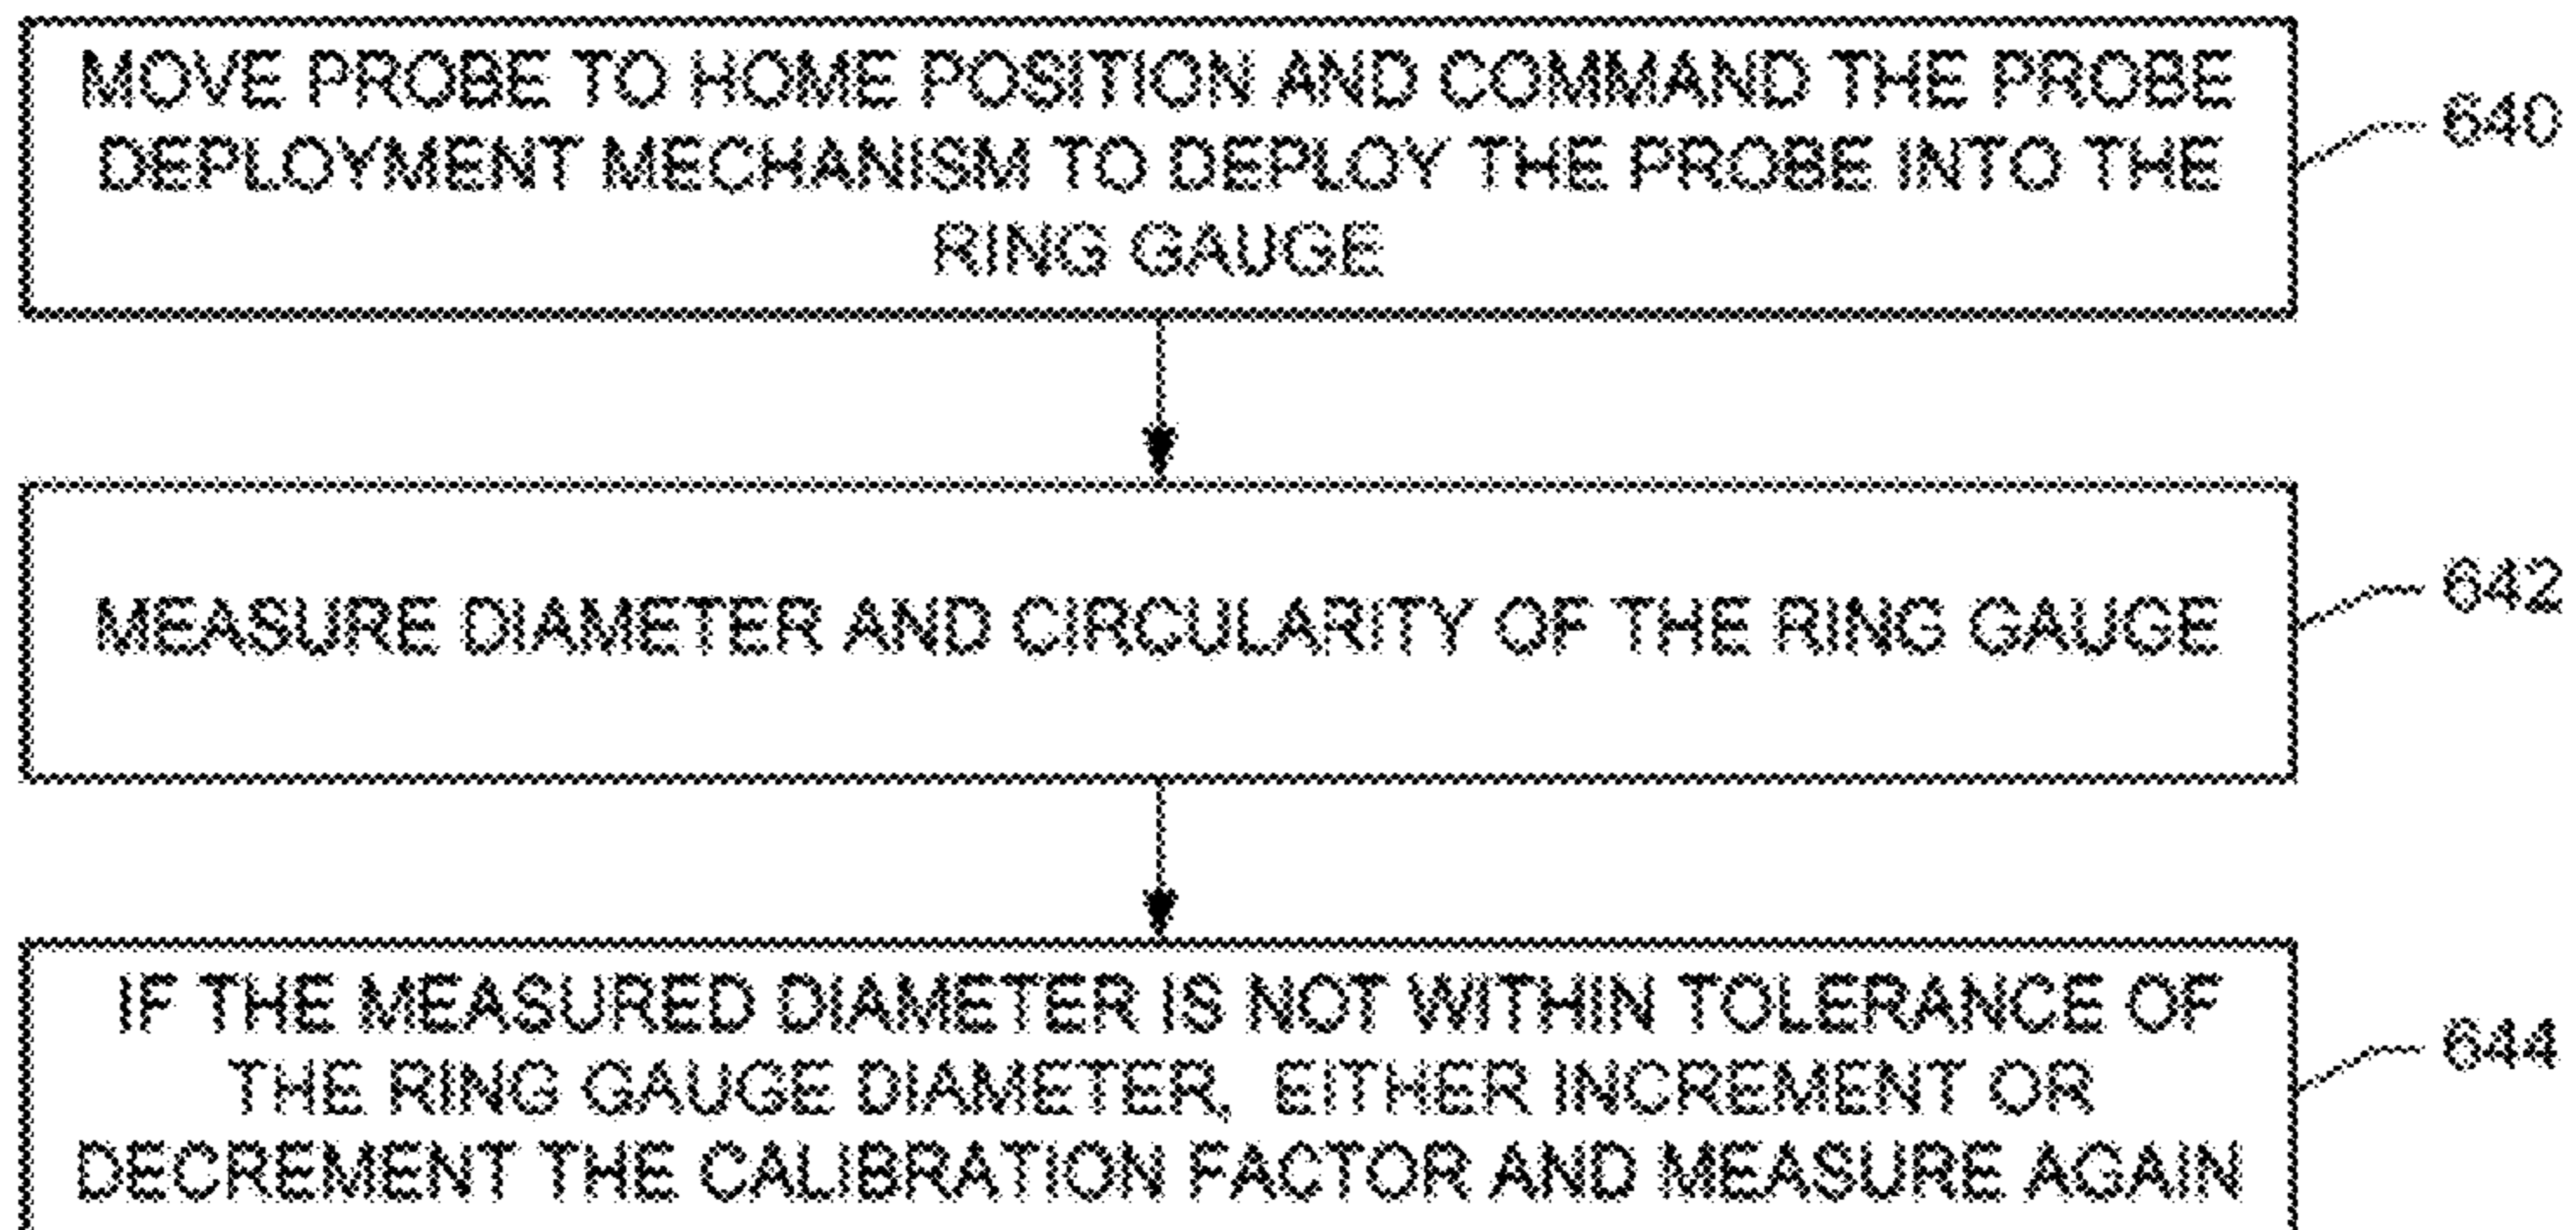 MOVE PROBE TO HOME POSITION AND COMMAND THE PROBE
DEPLOYMENT MECHANISM TO DEPLOY THE PROBE INTO THE
RING GAUGE
640
MEASURE DIAMETER AND CIRCULARITY OF THE RING GAUGE
642
IF THE MEASURED DIAMETER IS NOT WITHIN TOLERANCE OF
THE RING GAUGE DIAMETER, EITHER INCREMENT OR
DECREMENT THE CALIBRATION FACTOR AND MEASURE AGAIN
644